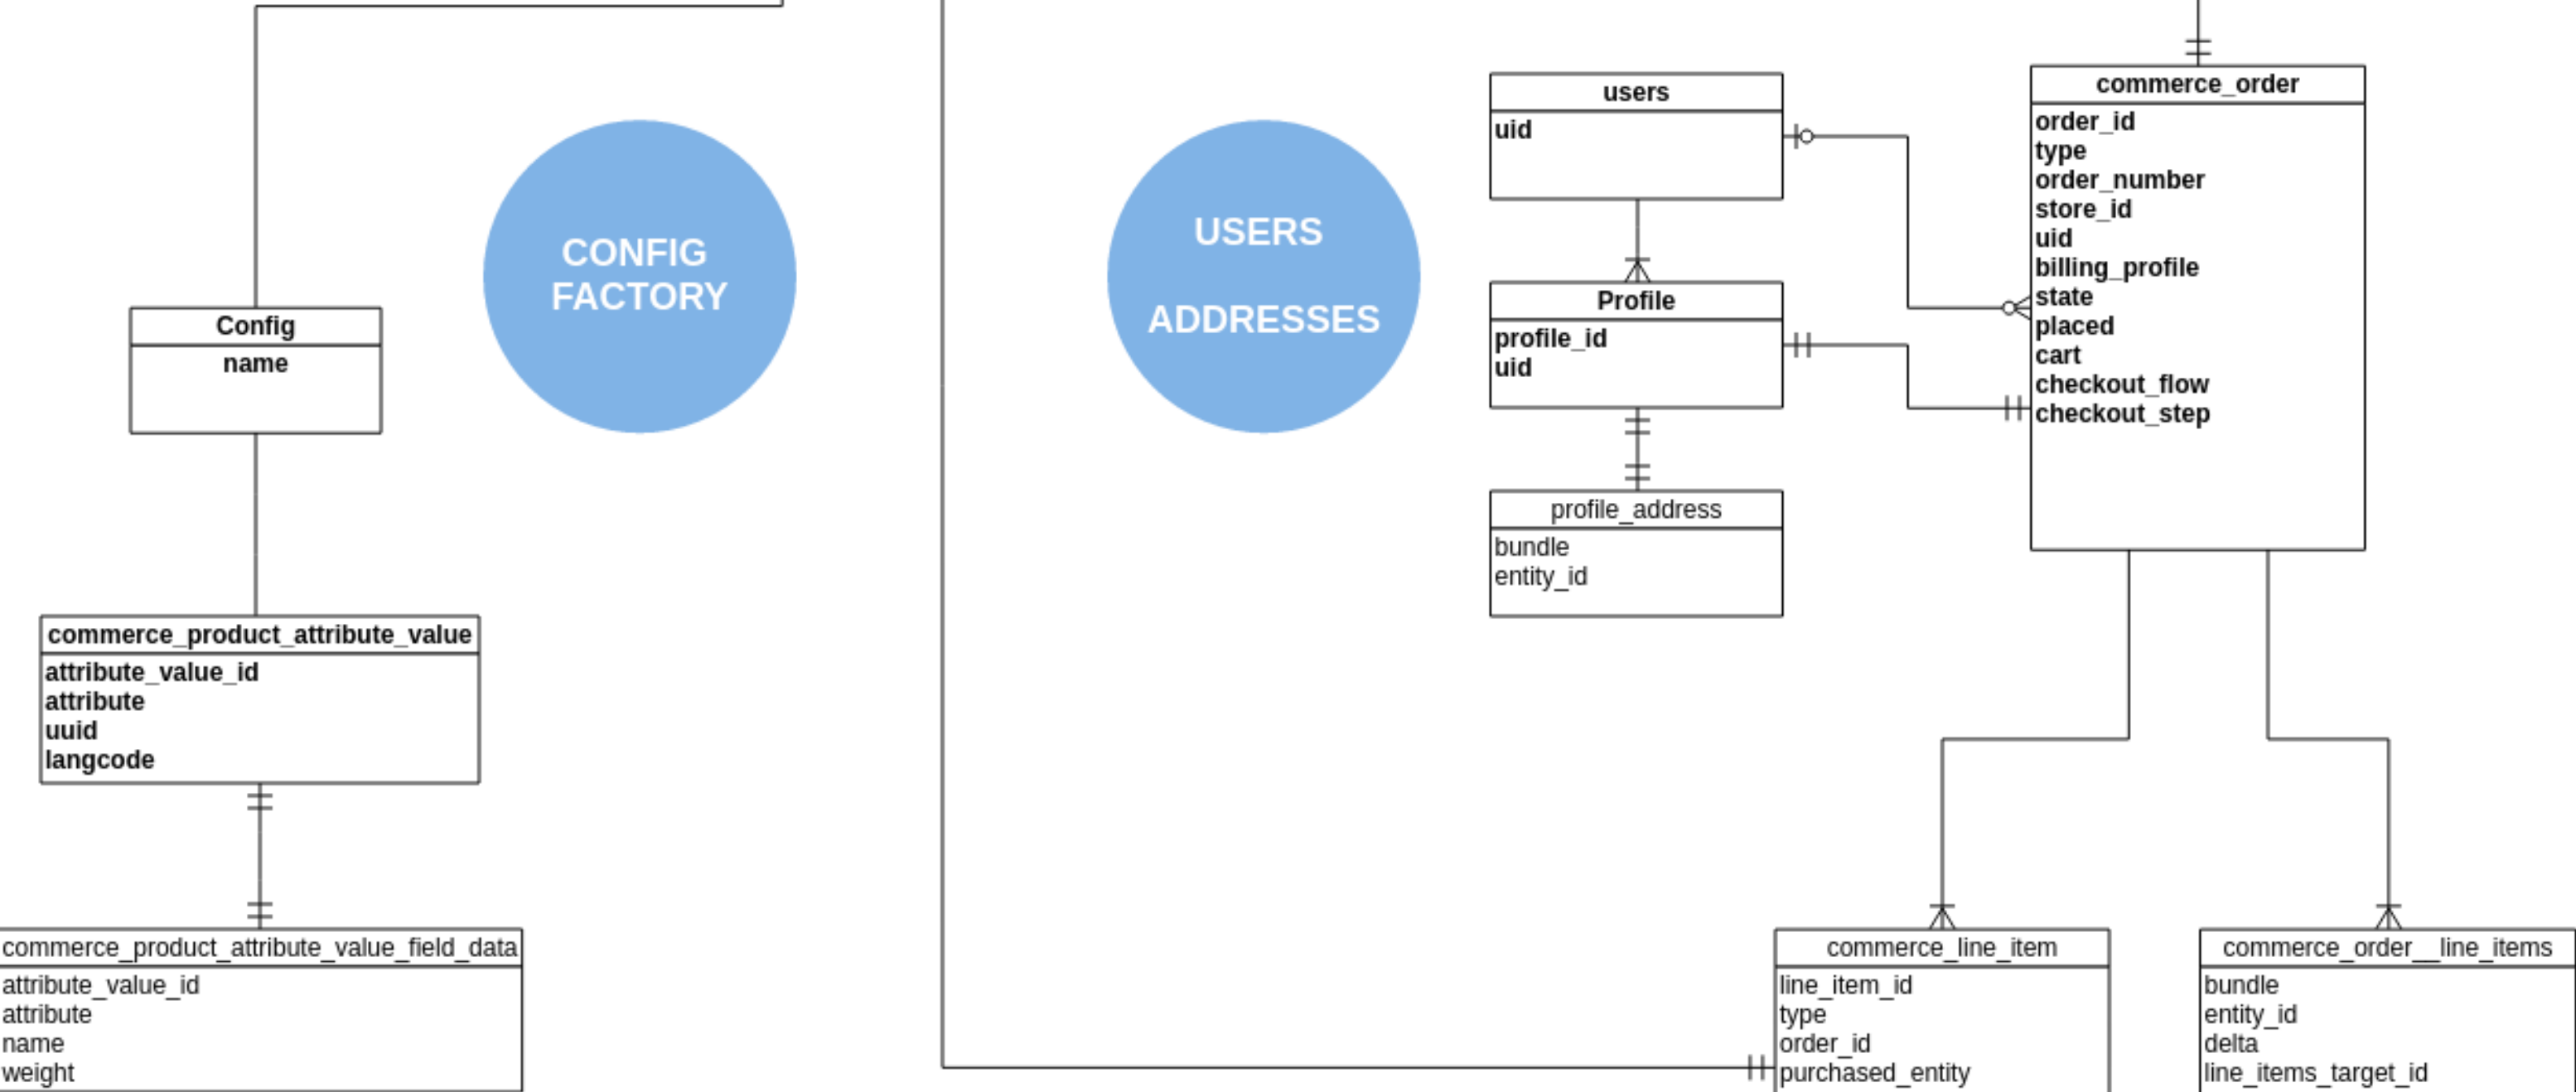 CONFIG
FACTORY
Config
name
commerce_product_attribute_value
attribute_value_id
attribute
uuid
langcode
commerce_product_attribute_value_field_data
attribute_value_id
attribute
name
weight
USERS
ADDRESSES
users
uid
Profile
profile_id
uid
profile_address
bundle
entity_id
commerce_order
order_id
type
order_number
store_id
uid
billing_profile
state
placed
cart
checkout_flow
checkout_step
commerce_line_item
line_item_id
type
order_id
purchased_entity
commerce_order__line_items
bundle
entity_id
delta
line_items_target_id